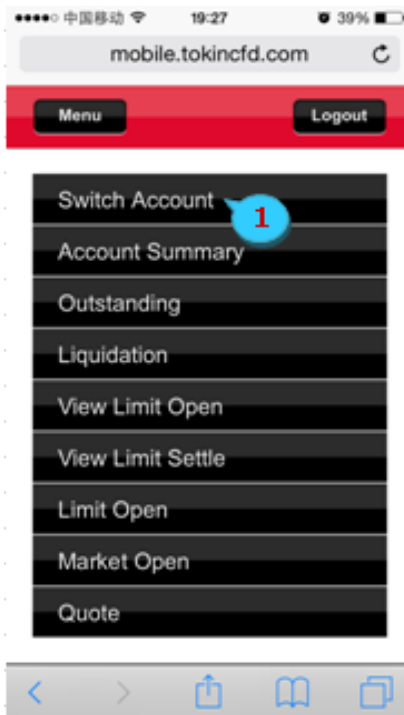 中国移动 19:27 39%
mobile.tokincfd.com
Menu Logout
Switch Account
1
Account Summary
Outstanding
Liquidation
View Limit Open
View Limit Settle
Limit Open
Market Open
Quote